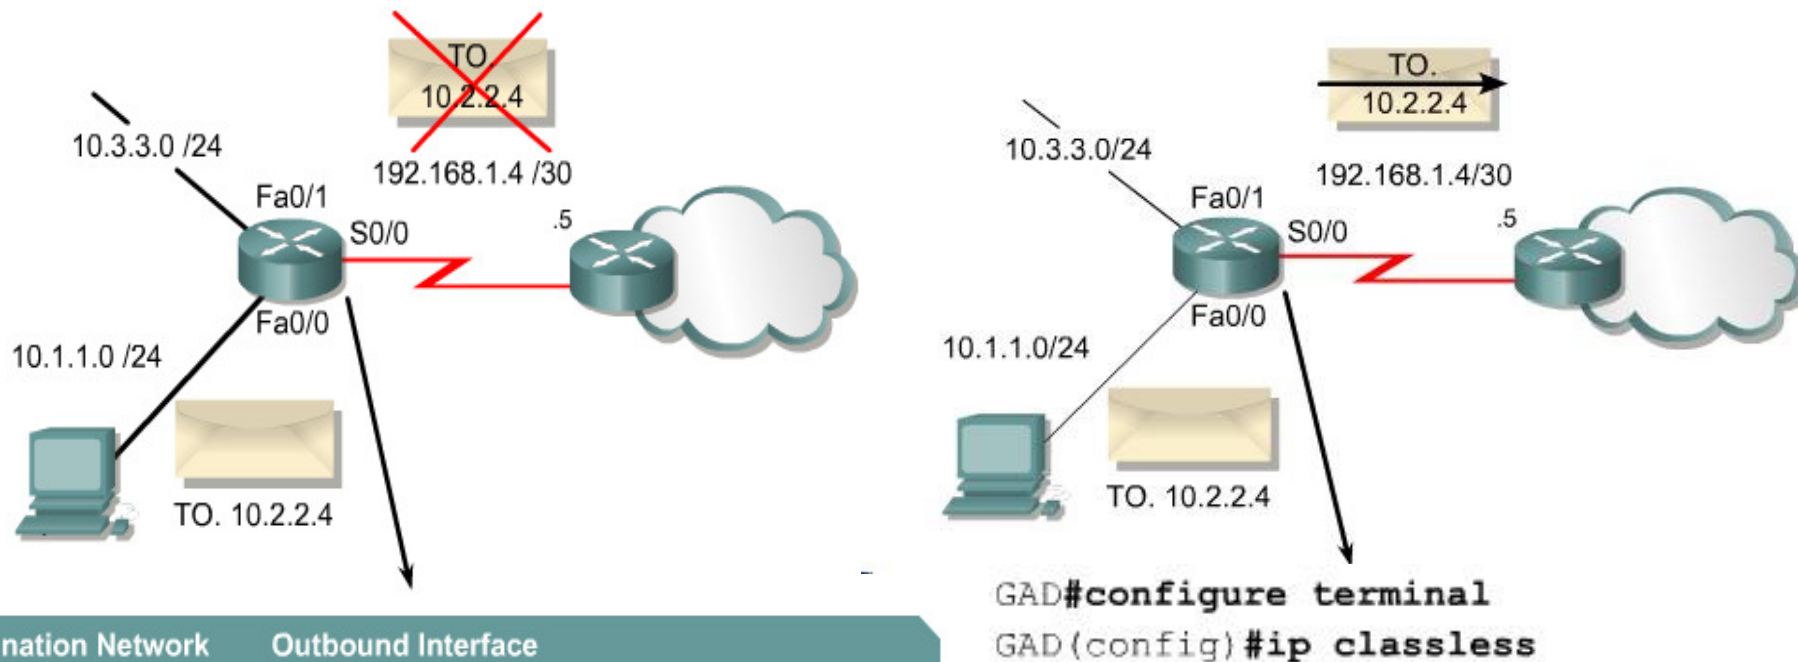 TO.
10.2.2.4
10.3.3.0 /24
192.168.1.4 /30
Fa0/1
S0/0
.5
Fa0/0
10.1.1.0 /24
TO. 10.2.2.4
nation Network Outbound Interface
TO.
10.2.2.4
10.3.3.0/24
192.168.1.4/30
Fa0/1
S0/0
.5
Fa0/0
10.1.1.0/24
TO. 10.2.2.4
GAD#configure terminal
GAD(config)#ip classless